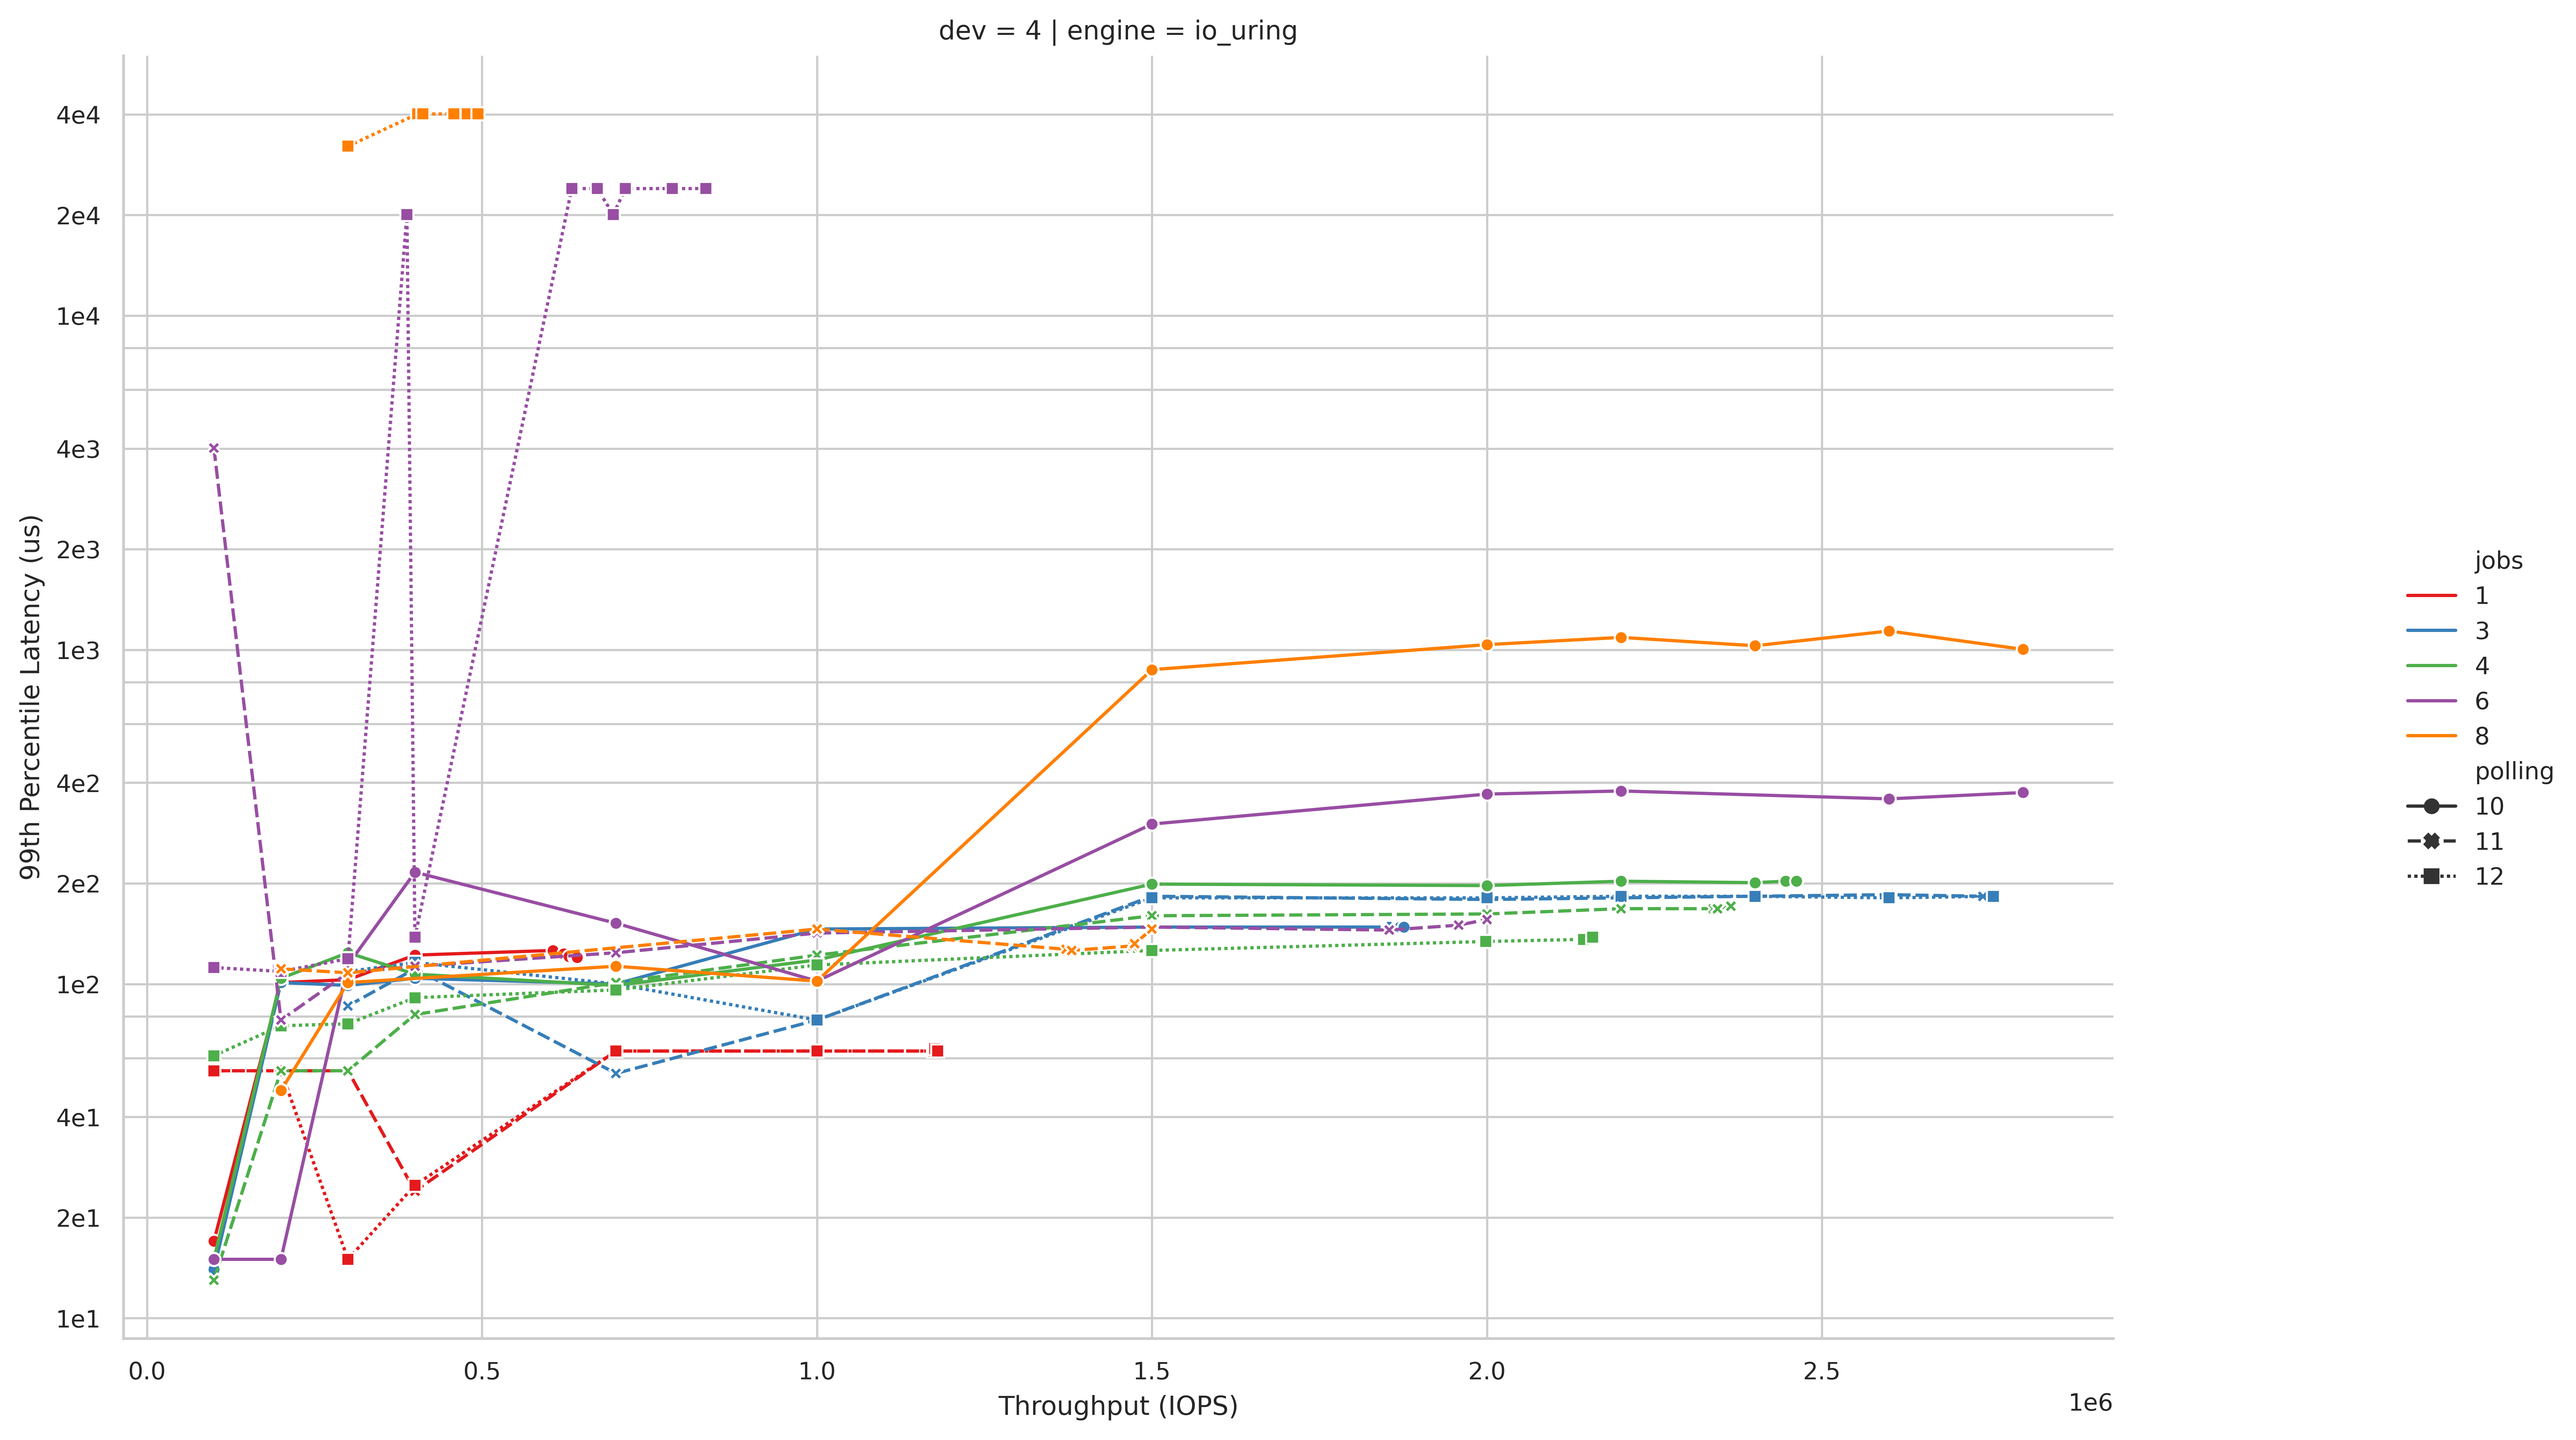 dev = 4 | engine = io_uring
99th Percentile Latency (us)
4e4
2e4
1e4
4e3
2e3
1e3
4e2
2e2
1e2
4e1
2e1
1e1
0.0 0.5 1.0 1.5 2.0 2.5
1e6
Throughput (IOPS)
jobs
1
3
4
6
8
polling
10
11
12